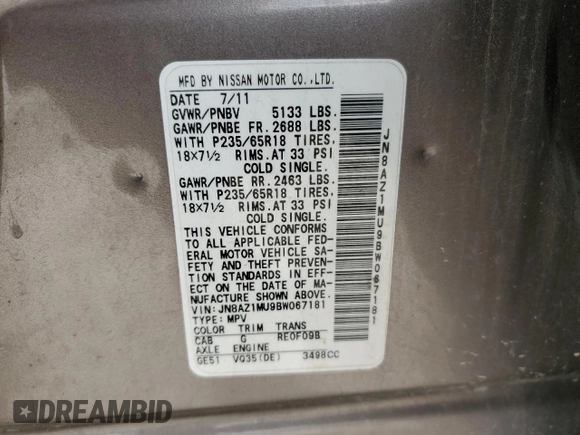 MFD BY NISSAN MOTOR CO.,LTD.
DATE 7/11
GVWR/PNBV 5133 LBS.
GAWR/PNBE FR. 2688 LBS.
WITH P235/65R18 TIRES,
18×7½ RIMS. AT 33 PSI
COLD SINGLE.
GAWR/PNBE RR. 2463 LBS.
WITH P235/65R18 TIRES,
18×7½ RIMS. AT 33 PSI
COLD SINGLE.
THIS VEHICLE CONFORMS
TO ALL APPLICABLE FED-
ERAL MOTOR VEHICLE SA-
FETY AND THEFT PREVEN-
TION STANDARDS IN EFF-
ECT ON THE DATE OF MA-
NUFACTURE SHOWN ABOVE.
VIN: JN8AZ1MU9BW067181
TYPE: MPV
COLOR TRIM TRANS
CAB G RE0F09B
AXLE ENGINE
GE51 VQ35(DE) 3498CC
JN8AZ1MU9BW067181
DREAMBID